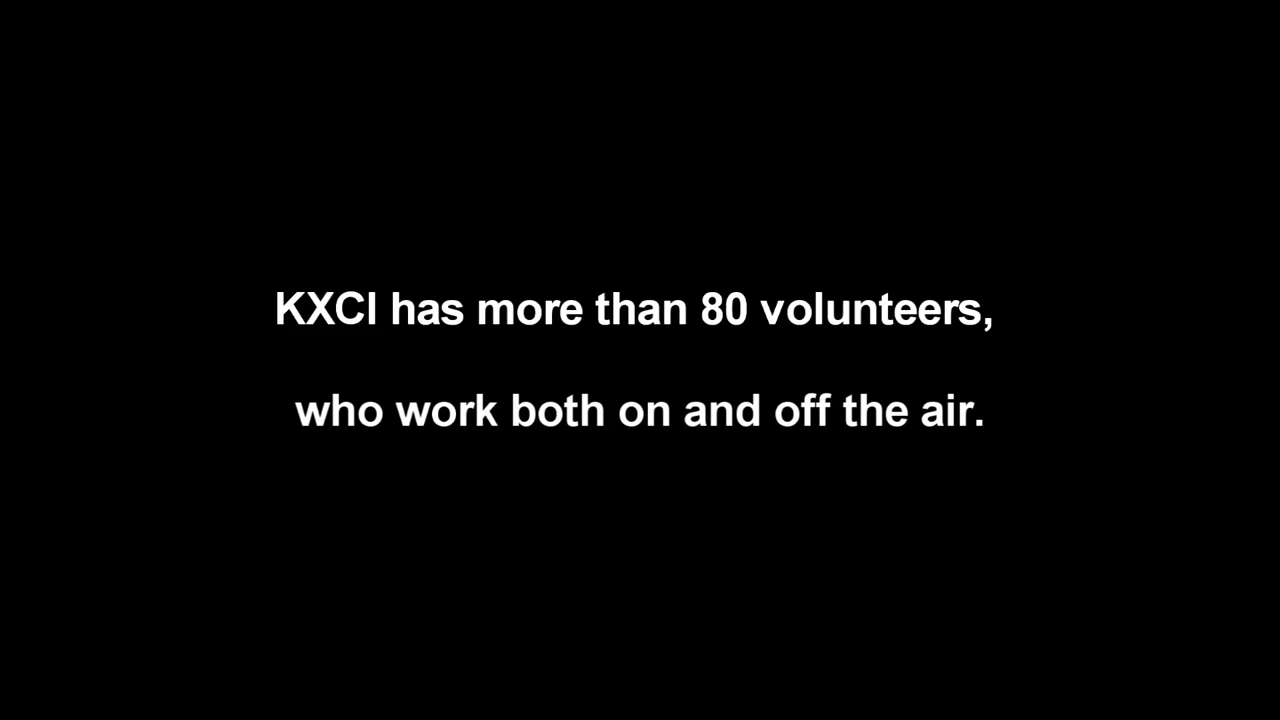 KXCI has more than 80 volunteers,
who work both on and off the air.